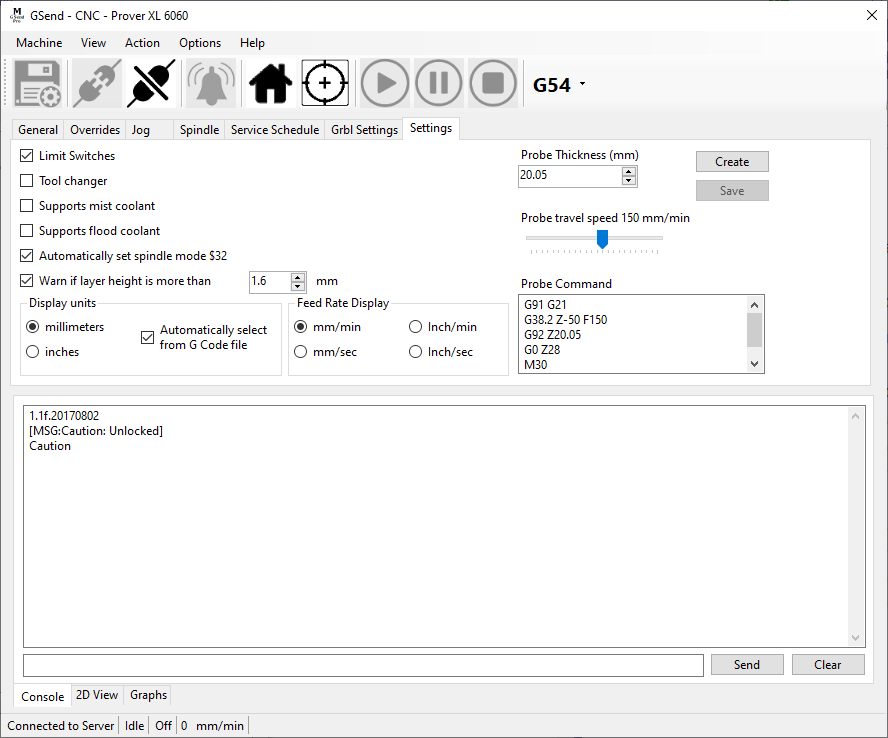 M
GSend
Pro
GSend - CNC - Prover XL 6060
Machine View Action Options Help
G54
General Overrides Jog Spindle Service Schedule Grbl Settings Settings
Limit Switches
Tool changer
Supports mist coolant
Supports flood coolant
Automatically set spindle mode $32
Warn if layer height is more than 1.6 mm
Display units
millimeters
inches
Automatically select
from G Code file
Feed Rate Display
mm/min Inch/min
mm/sec Inch/sec
Probe Thickness (mm)
20.05
Create
Save
Probe travel speed 150 mm/min
Probe Command
G91 G21
G38.2 Z-50 F150
G92 Z20.05
G0 Z28
M30
1.1f.20170802
[MSG:Caution: Unlocked]
Caution
Send Clear
Console 2D View Graphs
Connected to Server Idle Off 0 mm/min